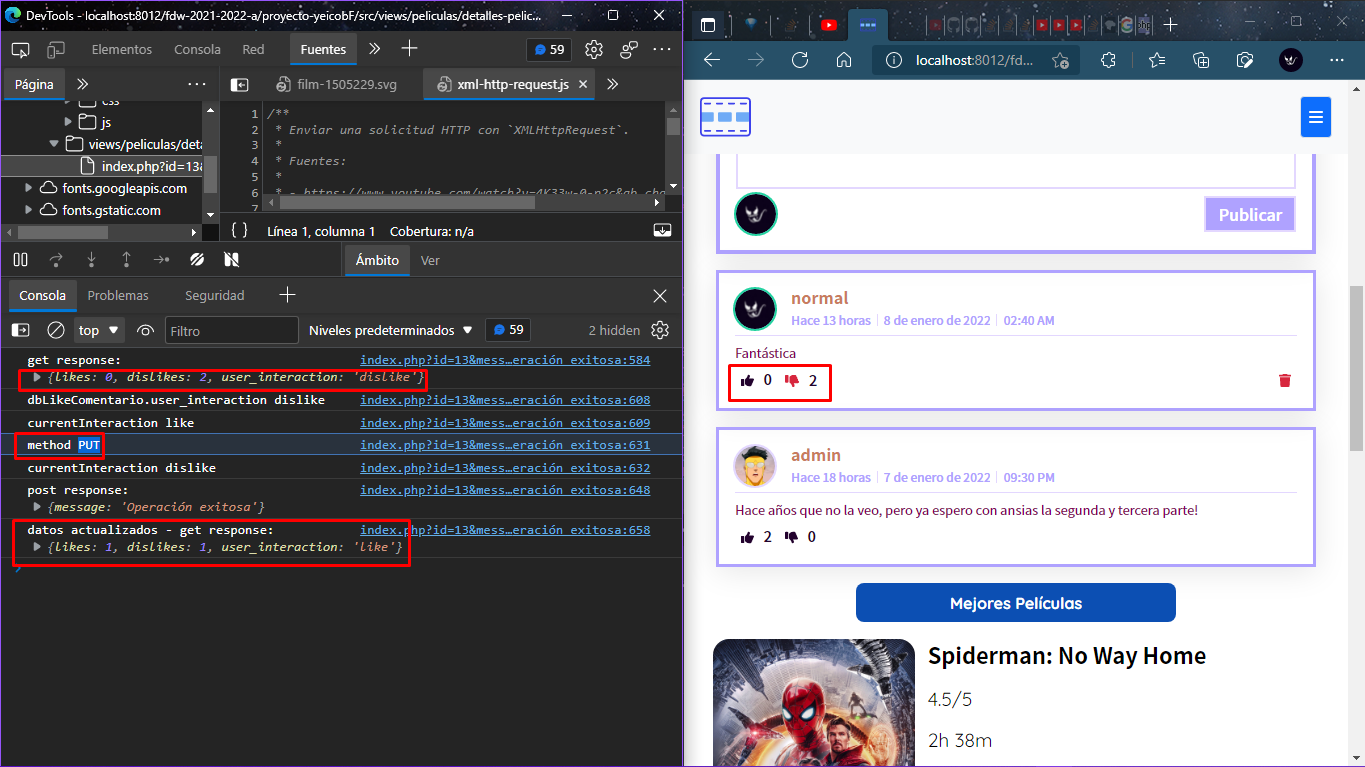 DevTools - localhost:8012/fdw-2021-2022-a/proyecto-yeicobF/src/views/peliculas/detalles-pelic...
Elementos Consola Red Fuentes 59
Página film-1505229.svg xml-http-request.js
css
js
views/peliculas/deta
index.php?id=13&
fonts.googleapis.com
fonts.gstatic.com
1 /**
2 * Enviar una solicitud HTTP con `XMLHttpRequest`.
3 *
4 * Fuentes:
5 *
6
7
{ } Línea 1, columna 1 Cobertura: n/a
Ámbito Ver
Consola Problemas Seguridad
top Filtro Niveles predeterminados 59 2 hidden
get response: index.php?id=13&mess…eración exitosa:584
{likes: 0, dislikes: 2, user_interaction: 'dislike'}
dbLikeComentario.user_interaction dislike index.php?id=13&mess…eración exitosa:608
currentInteraction like index.php?id=13&mess…eración exitosa:609
method PUT index.php?id=13&mess…eración exitosa:631
currentInteraction dislike index.php?id=13&mess…eración exitosa:632
post response: index.php?id=13&mess…eración exitosa:648
{message: 'Operación exitosa'}
datos actualizados - get response: index.php?id=13&mess…eración exitosa:658
{likes: 1, dislikes: 1, user_interaction: 'like'}
localhost:8012/fd...
Publicar
normal
Hace 13 horas | 8 de enero de 2022 | 02:40 AM
Fantástica
0 2
admin
Hace 18 horas | 7 de enero de 2022 | 09:30 PM
Hace años que no la veo, pero ya espero con ansias la segunda y tercera parte!
2 0
Mejores Películas
Spiderman: No Way Home
4.5/5
2h 38m